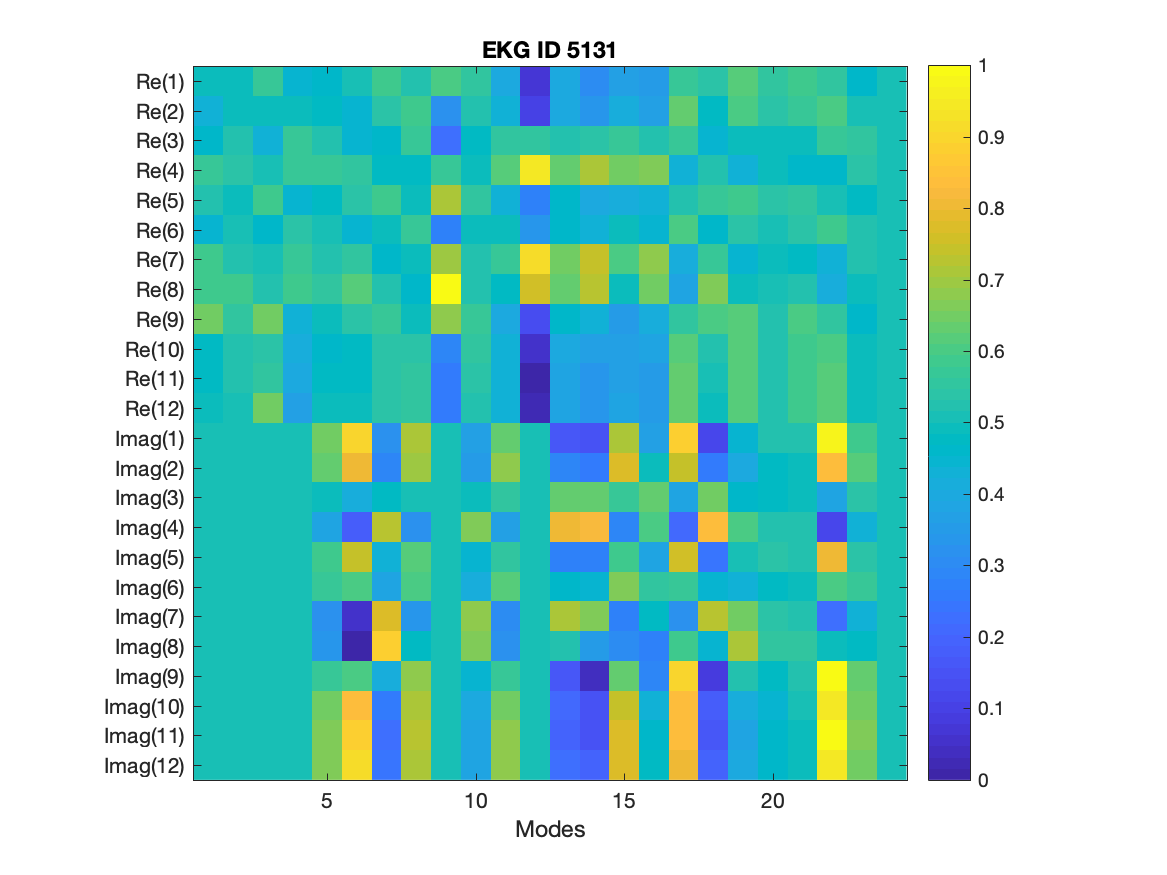 EKG ID 5131
Re(1)
Re(2)
Re(3)
Re(4)
Re(5)
Re(6)
Re(7)
Re(8)
Re(9)
Re(10)
Re(11)
Re(12)
Imag(1)
Imag(2)
Imag(3)
Imag(4)
Imag(5)
Imag(6)
Imag(7)
Imag(8)
Imag(9)
Imag(10)
Imag(11)
Imag(12)
5 10 15 20
Modes
1
0.9
0.8
0.7
0.6
0.5
0.4
0.3
0.2
0.1
0